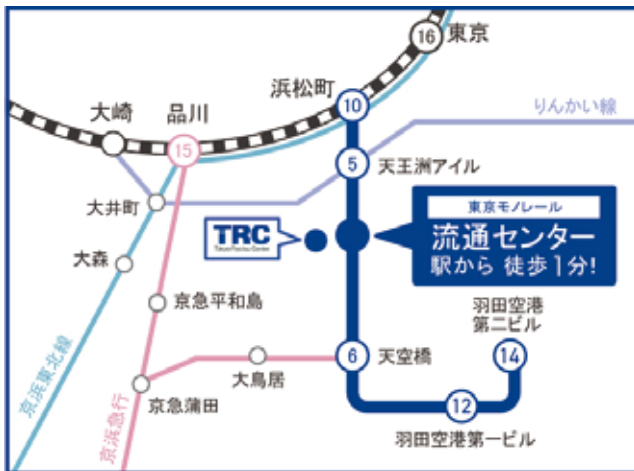 16
東京
浜松町
10
大崎
品川
15
りんかい線
5
天王洲アイル
大井町
TRC
東京モノレール
流通センター
駅から 徒歩1分!
大森
京急平和島
羽田空港
第二ビル
6
天空橋
14
大鳥居
京急蒲田
12
羽田空港第一ビル
京浜東北線
京浜急行